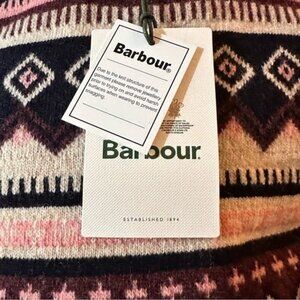 Barbour®
Due to the knit structure of this
garment please remove jewellery
prior to trying on and avoid harsh
surfaces when wearing to prevent
snagging.
Barbour.
ESTABLISHED 1894